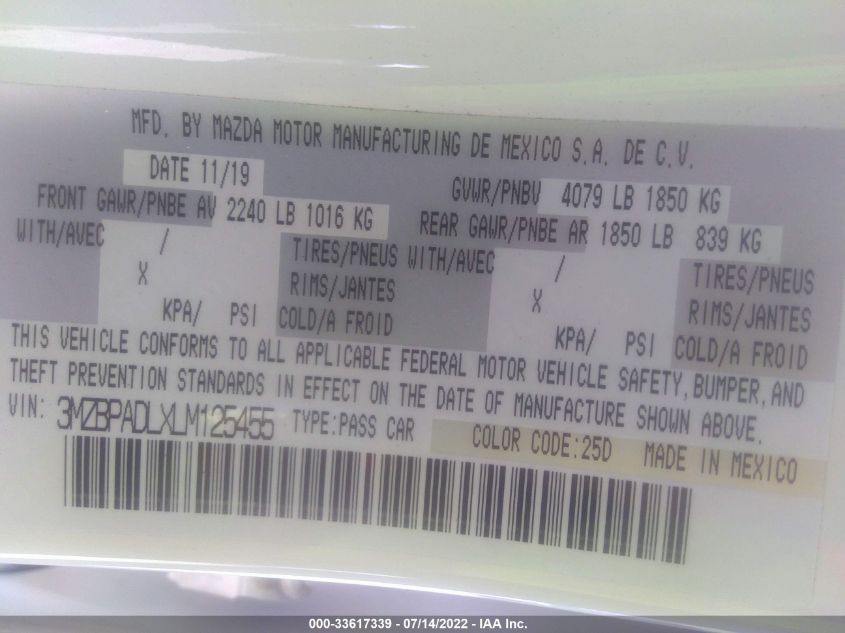 MFD. BY MAZDA MOTOR MANUFACTURING DE MEXICO S.A. DE C.V.
DATE 11/19 GVWR/PNBV 4079 LB 1850 KG
FRONT GAWR/PNBE AV 2240 LB 1016 KG REAR GAWR/PNBE AR 1850 LB 839 KG
WITH/AVEC / TIRES/PNEUS WITH/AVEC / TIRES/PNEUS
X RIMS/JANTES X RIMS/JANTES
KPA/ PSI COLD/A FROID KPA/ PSI COLD/A FROID
THIS VEHICLE CONFORMS TO ALL APPLICABLE FEDERAL MOTOR VEHICLE SAFETY, BUMPER, AND
THEFT PREVENTION STANDARDS IN EFFECT ON THE DATE OF MANUFACTURE SHOWN ABOVE.
VIN: 3MZBPADLXLM125455 TYPE:PASS CAR COLOR CODE:25D MADE IN MEXICO
000-33617339 - 07/14/2022 - IAA Inc.